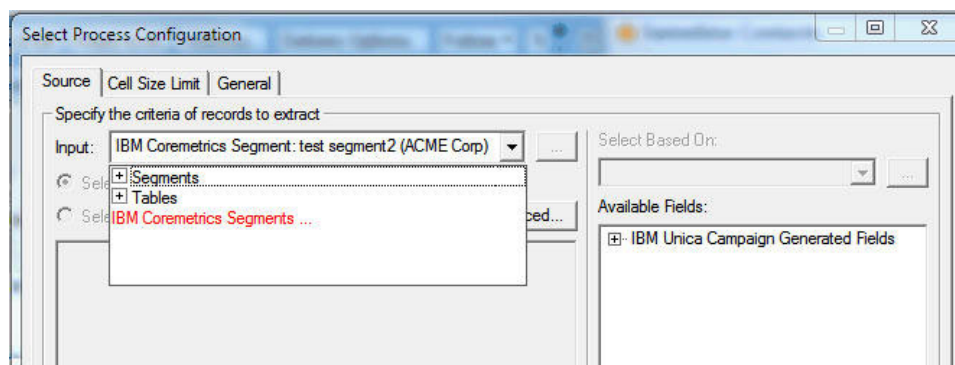 Select Process Configuration
Source Cell Size Limit General
Specify the criteria of records to extract
Input: IBM Coremetrics Segment: test segment2 (ACME Corp) ...
Select Based On:
...
Segments
Tables
IBM Coremetrics Segments ...
Available Fields:
IBM Unica Campaign Generated Fields